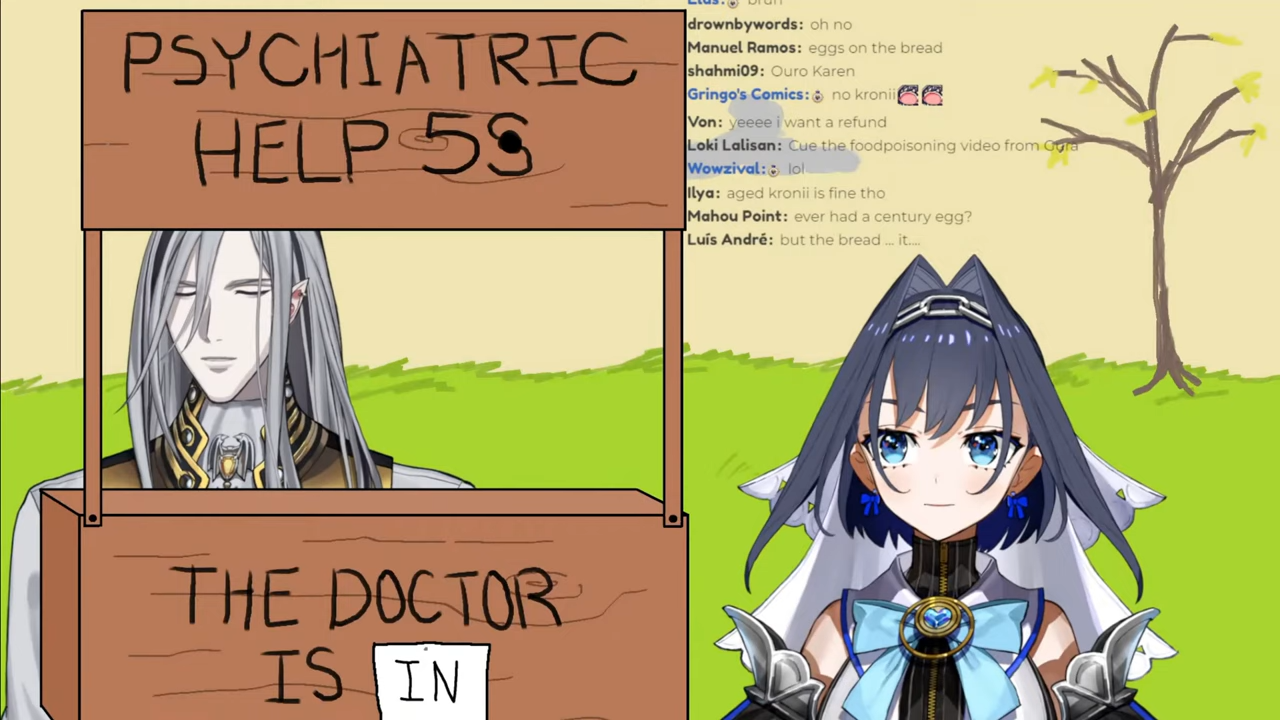 PSYCHIATRIC
HELP 5
THE DOCTOR
IS IN
drownbywords: oh no
Manuel Ramos: eggs on the bread
shahmi09: Ouro Karen
Gringo's Comics: no kronii
Von: yeeee i want a refund
Loki Lalisan: Cue the foodpoisoning video from Gura
Wowzival: lol
Ilya: aged kronii is fine tho
Mahou Point: ever had a century egg?
Luís André: but the bread ... it....